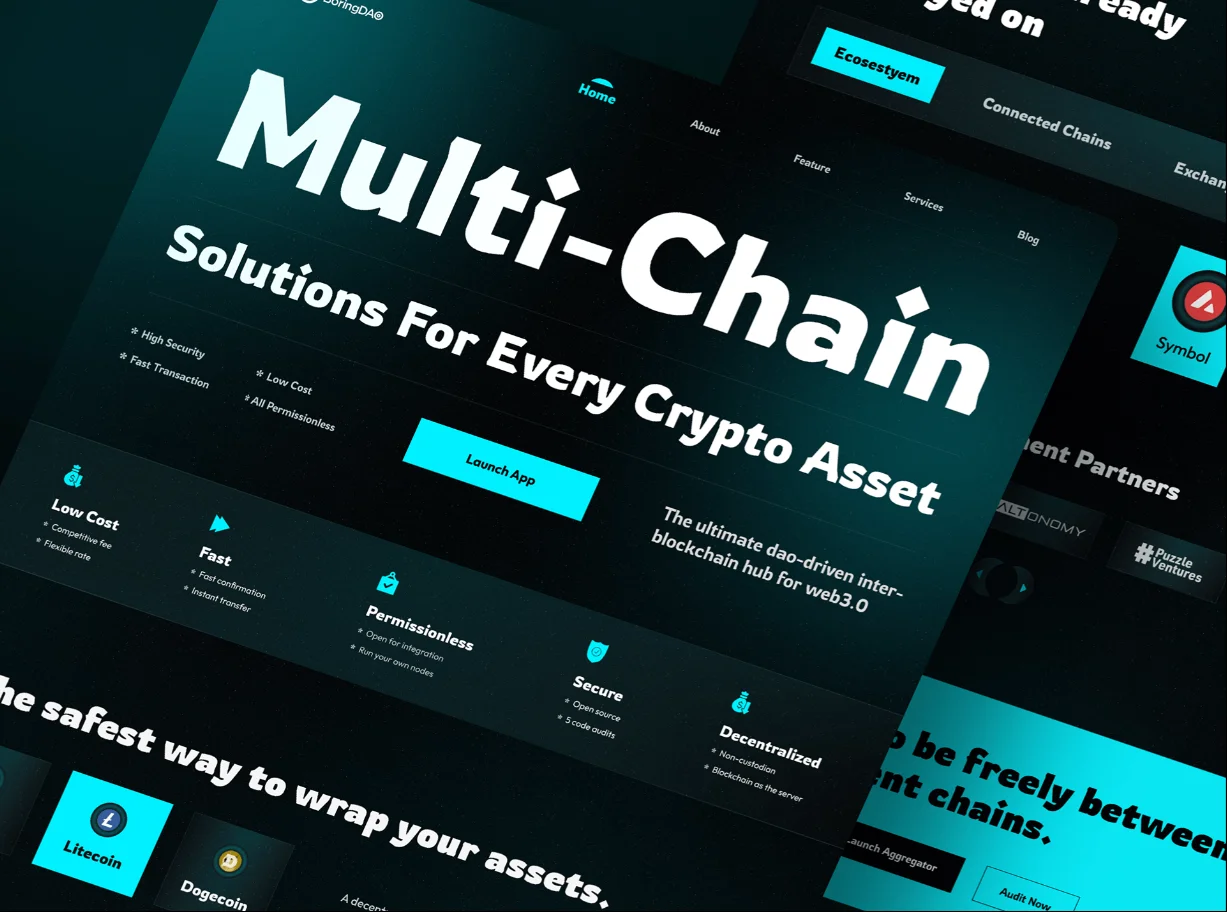 BoringDAO
Home
About
Feature
Services
Blog
Multi-Chain
Solutions For Every Crypto Asset
* High Security
* Fast Transaction
* Low Cost
* All Permissionless
Launch App
The ultimate dao-driven inter-
blockchain hub for web3.0
Low Cost
* Competitive fee
* Flexible rate
Fast
* Fast confirmation
* Instant transfer
Permissionless
* Open for integration
* Run your own nodes
Secure
* Open source
* 5 code audits
Decentralized
* Non-custodian
* Blockchain as the server
he safest way to wrap your assets.
Litecoin
Dogecoin
A decent
ready
ged on
Ecosestyem
Connected Chains
Exchan
Symbol
ent Partners
ALTONOMY
#Puzzle
Ventures
o be freely between
ent chains.
Launch Aggregator
Audit Now